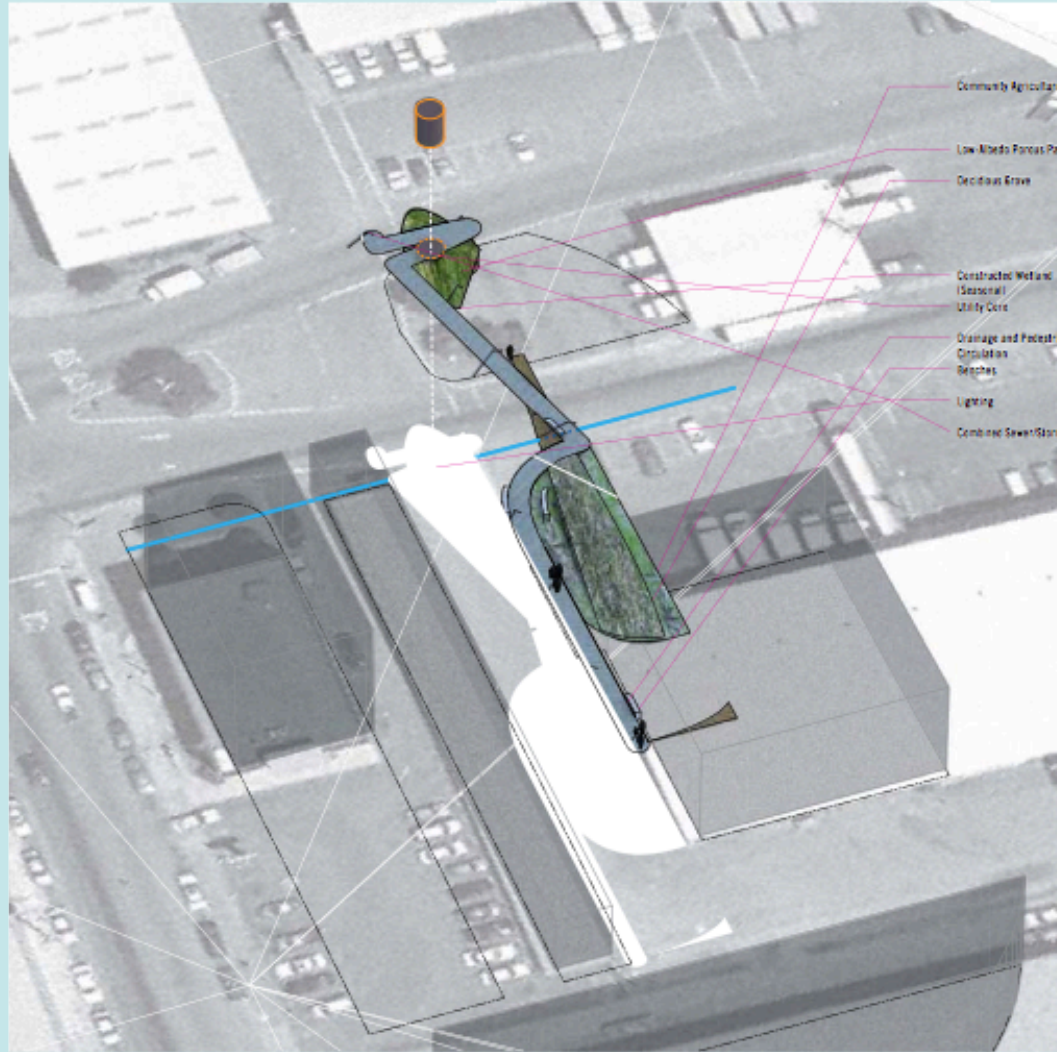 Community Agricultur
Low-Albedo Porous Pa
Decidious Grove
Constructed Wetland
(Seasonal)
Utility Core
Drainage and Pedestr
Circulation
Benches
Lighting
Combined Sewer/Stor